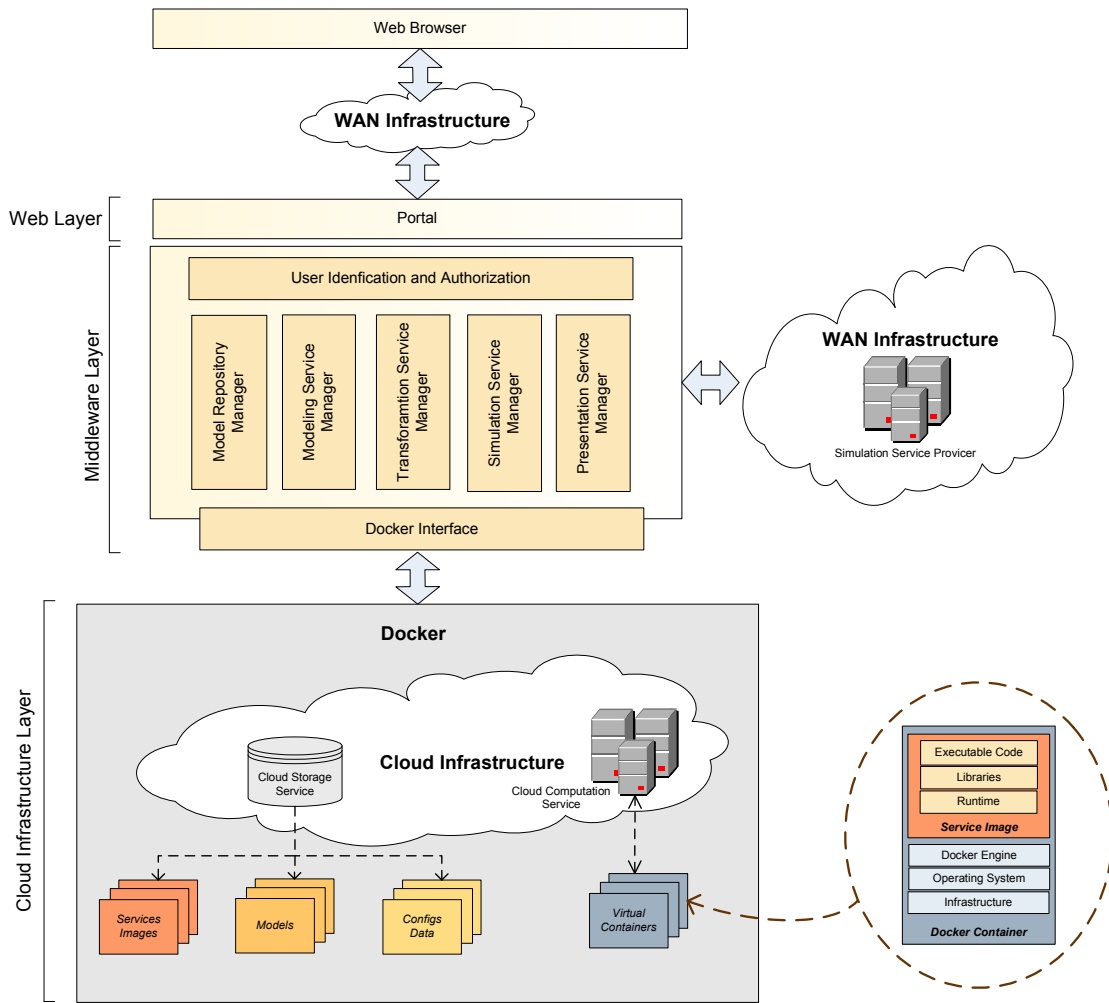 Web Browser
WAN Infrastructure
Web Layer
Portal
Middleware Layer
User Idenfication and Authorization
Model Repository
Manager
Modeling Service
Manager
Transforamtion Service
Manager
Simulation Service
Manager
Presentation Service
Manager
Docker Interface
WAN Infrastructure
Simulation Service Provicer
Cloud Infrastructure Layer
Docker
Cloud Storage
Service
Cloud Infrastructure
Cloud Computation
Service
Services
Images
Models
Configs
Data
Virtual
Containers
Executable Code
Libraries
Runtime
Service Image
Docker Engine
Operating System
Infrastructure
Docker Container